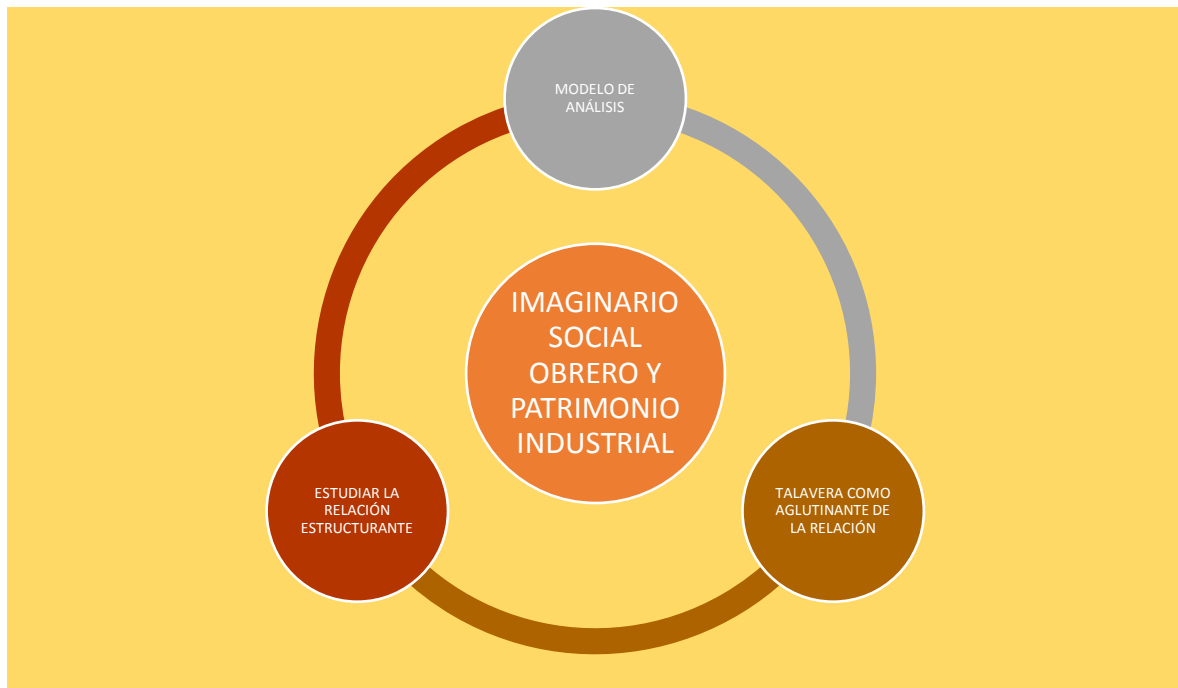 MODELO DE
ANÁLISIS
IMAGINARIO
SOCIAL
OBRERO Y
PATRIMONIO
INDUSTRIAL
ESTUDIAR LA
RELACIÓN
ESTRUCTURANTE
TALAVERA COMO
AGLUTINANTE DE
LA RELACIÓN